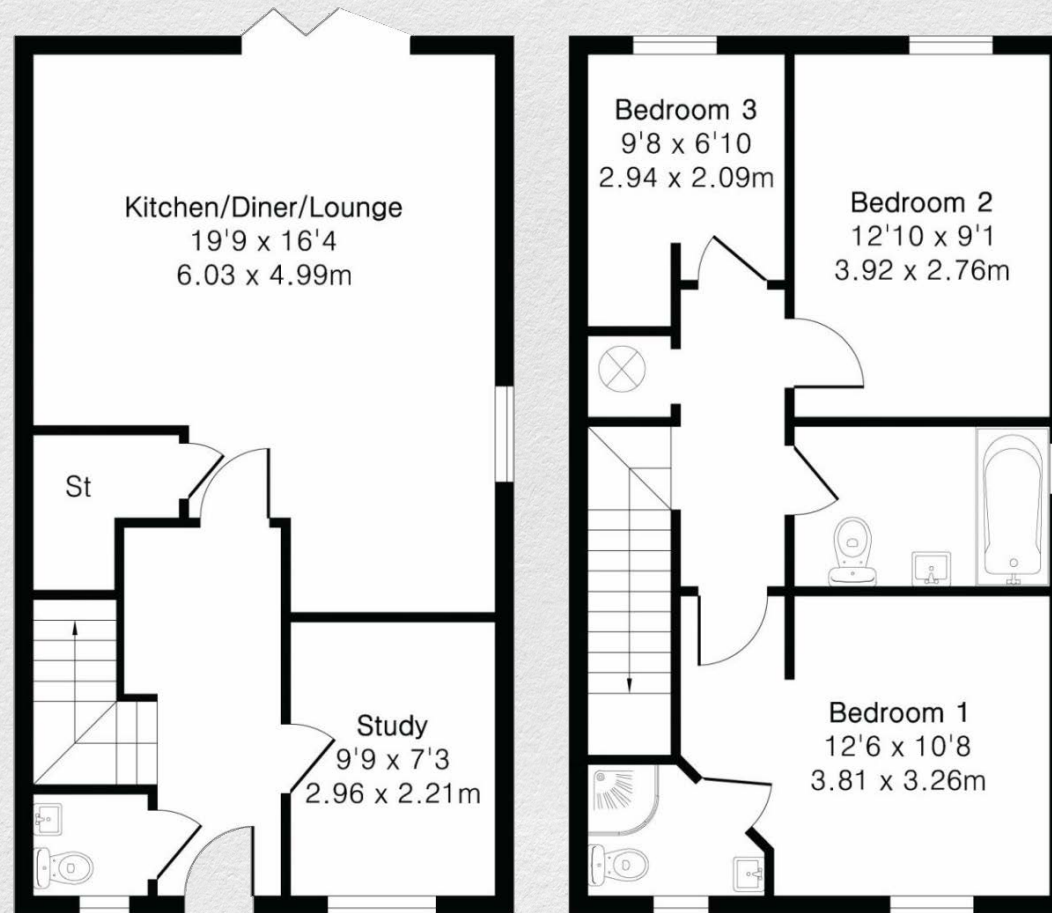 Kitchen/Diner/Lounge
19'9 x 16'4
6.03 x 4.99m
St
Study
9'9 x 7'3
2.96 x 2.21m
Bedroom 3
9'8 x 6'10
2.94 x 2.09m
Bedroom 2
12'10 x 9'1
3.92 x 2.76m
Bedroom 1
12'6 x 10'8
3.81 x 3.26m